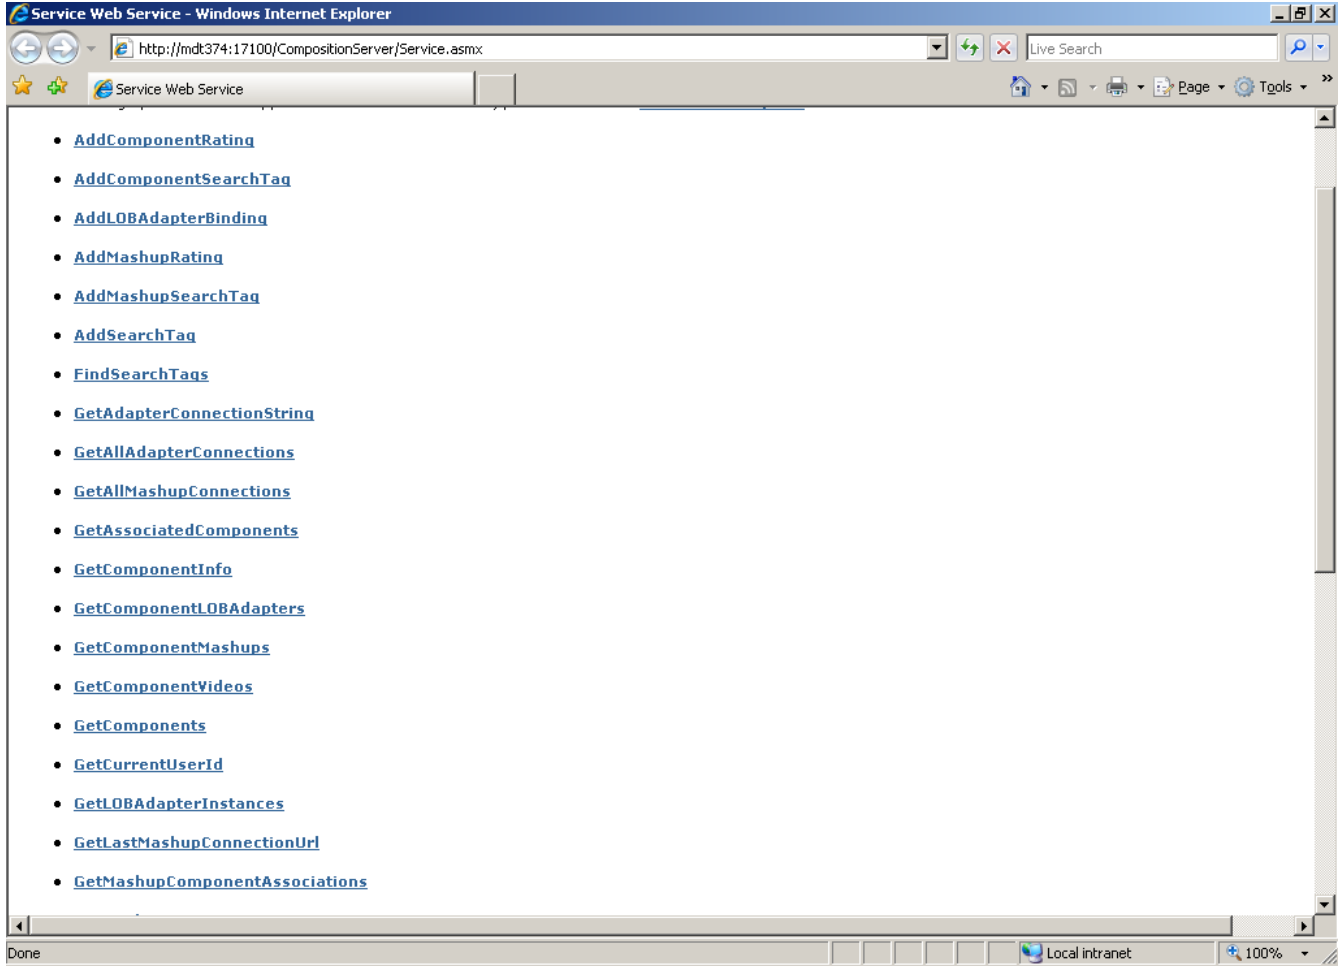 Service Web Service - Windows Internet Explorer
http://mdt374:17100/CompositionServer/Service.asmx
Live Search
Service Web Service
Page
Tools
AddComponentRating
AddComponentSearchTag
AddLOBAdapterBinding
AddMashupRating
AddMashupSearchTag
AddSearchTag
FindSearchTags
GetAdapterConnectionString
GetAllAdapterConnections
GetAllMashupConnections
GetAssociatedComponents
GetComponentInfo
GetComponentLOBAdapters
GetComponentMashups
GetComponentVideos
GetComponents
GetCurrentUserId
GetLOBAdapterInstances
GetLastMashupConnectionUrl
GetMashupComponentAssociations
Done
Local intranet
100%